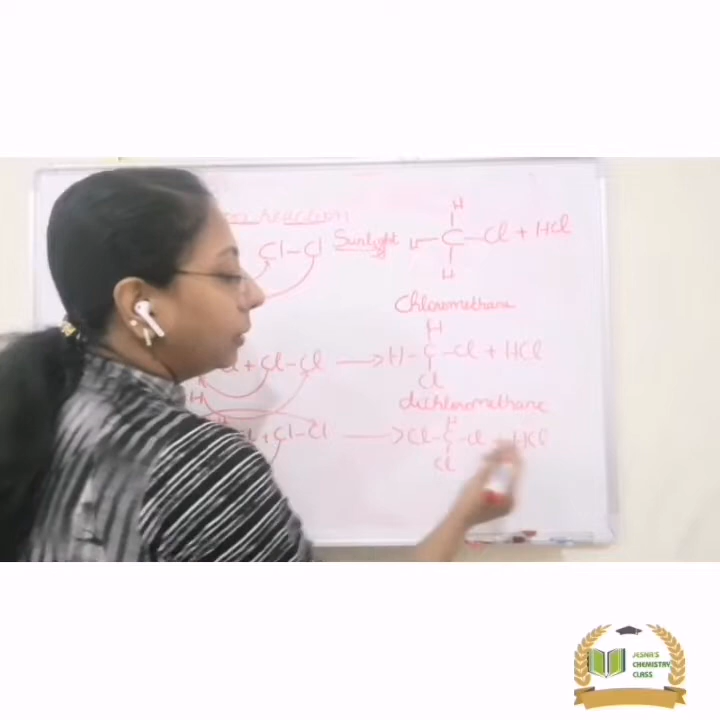 Reaction
H
Cl-Cl Sunlight -C-Cl + HCl
H
Chloromethane
H
+ Cl-Cl → H-C-Cl + HCl
Cl
H
dichloromethane
H
+ Cl-Cl → Cl-C-Cl + HCl
Cl
JESNA'S
CHEMISTRY
CLASS